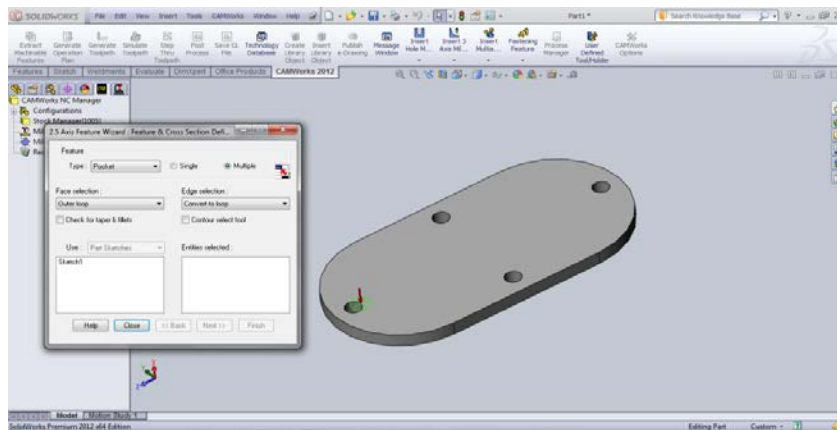 SOLIDWORKS File Edit View Insert Tools CAMWorks Window Help Part1 * Search Knowledge Base
Extract Machinable Features
Generate Operation Plan
Generate Toolpath
Simulate Toolpath
Step Thru Toolpath
Post Process
Save CL File
Technology Database
Create Library Object
Insert Library Object
Publish e-Drawing
Message Window
Insert Hole M...
Insert 3 Axis Mil...
Insert Multia...
Fastening Feature
Process Manager
User Defined Tool/Holder
CAMWorks Options
Features Sketch Weldments Evaluate DimXpert Office Products CAMWorks 2012
CAMWorks NC Manager
Configurations
Stock Manager[1005]
2.5 Axis Feature Wizard : Feature & Cross Section Defi...
Feature
Type : Pocket Single Multiple
Face selection : Edge selection :
Outer loop Convert to loop
Check for taper & fillets Contour select tool
Use : Part Sketches Entities selected :
Sketch1
Help Close << Back Next >> Finish
Model Motion Study 1
SolidWorks Premium 2012 x64 Edition Editing Part Custom